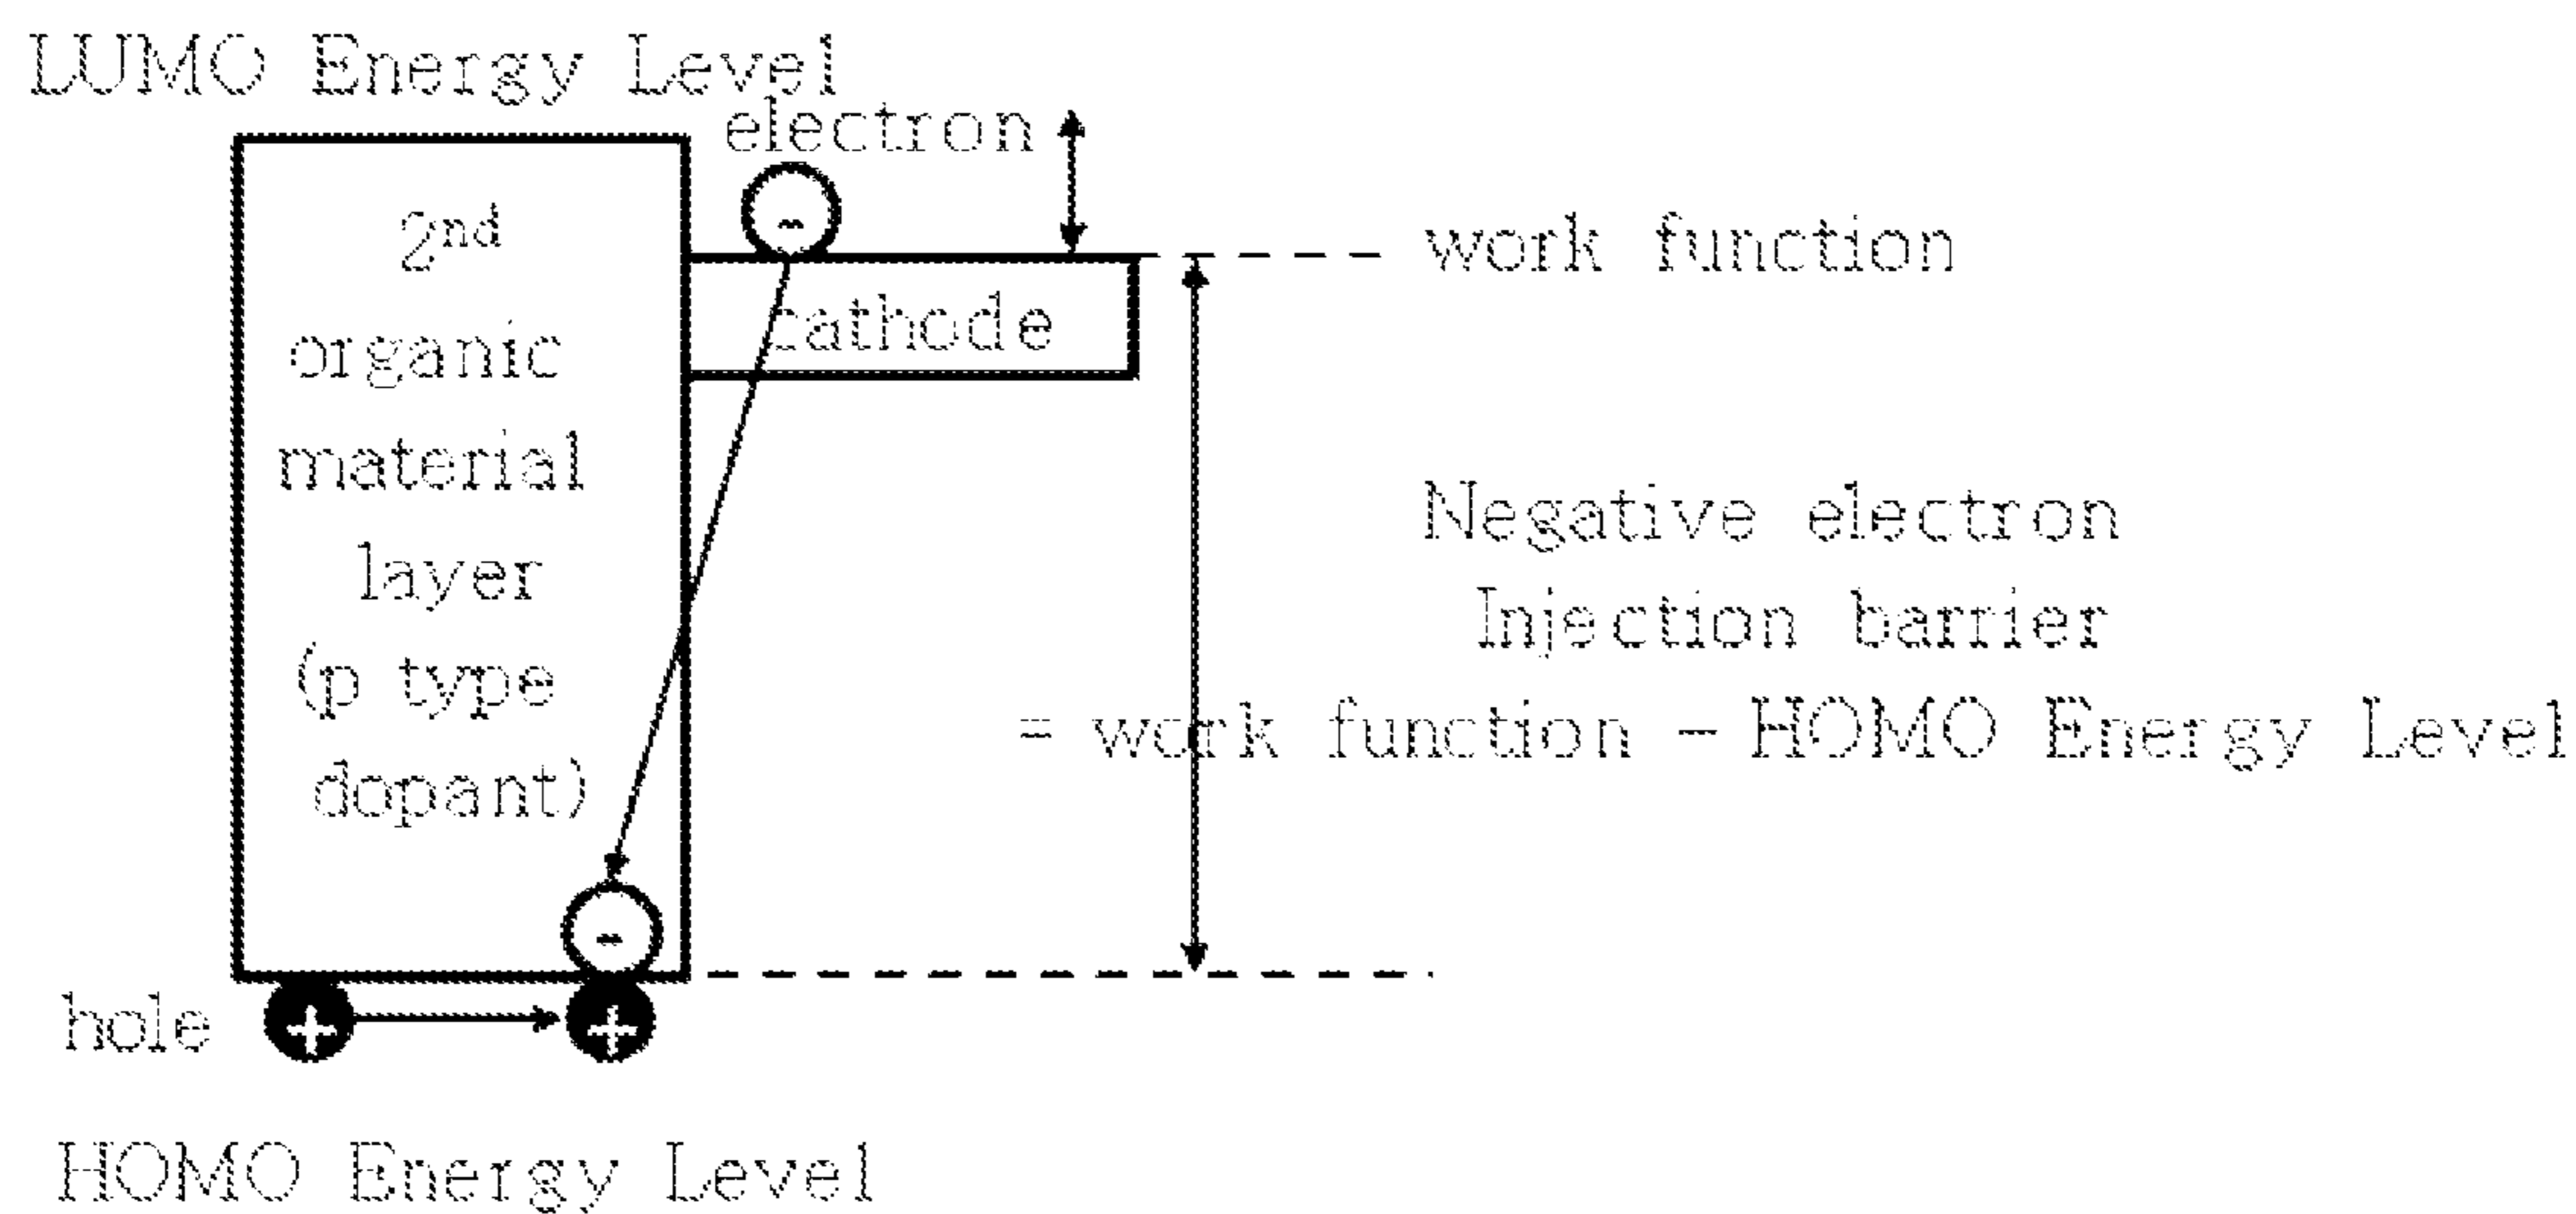 LUMO Energy Level
electron
2nd
organic
material
layer
(p type
dopant)
-
cathode
work function
Negative electron
Injection barrier
= work function - HOMO Energy Level
-
hole
+
+
HOMO Energy Level